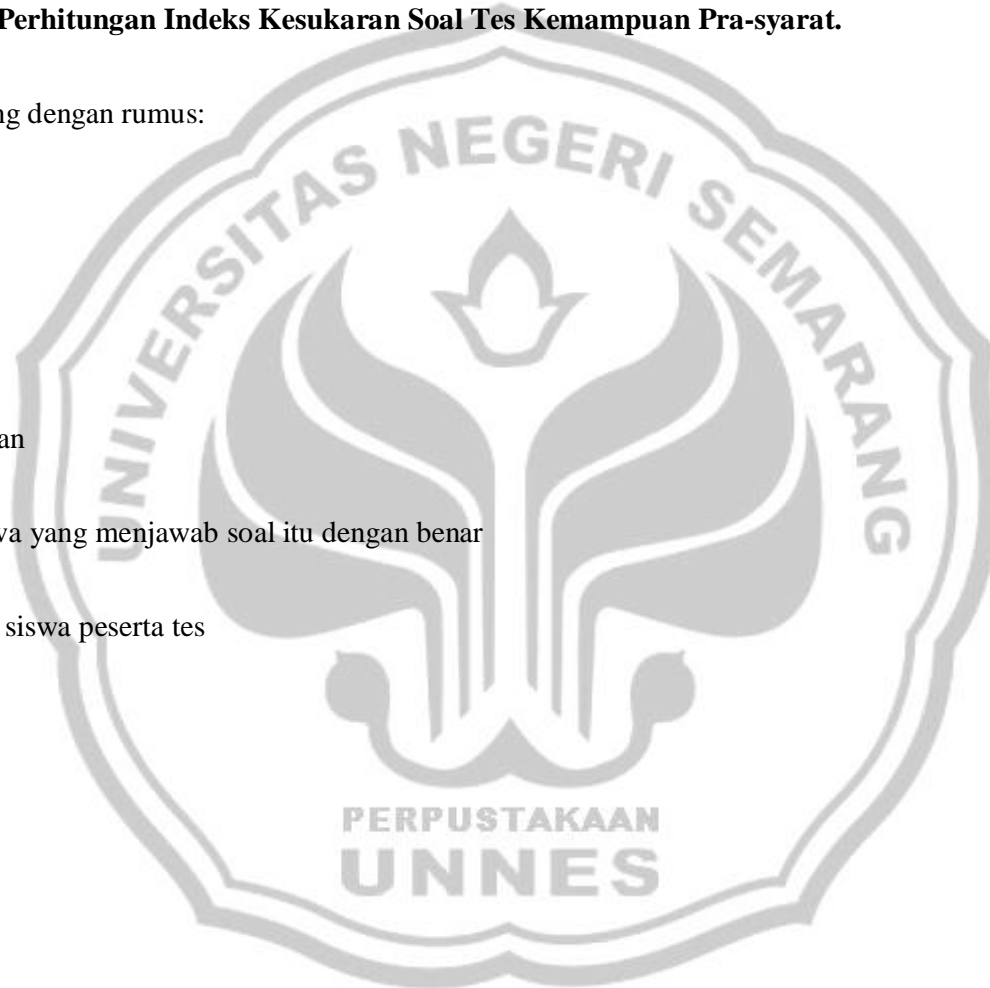 Perhitungan Indeks Kesukaran Soal Tes Kemampuan Pra-syarat.
ng dengan rumus:
an
va yang menjawab soal itu dengan benar
siswa peserta tes
UNIVERSITAS NEGERI SEMARANG
PERPUSTAKAAN
UNNES